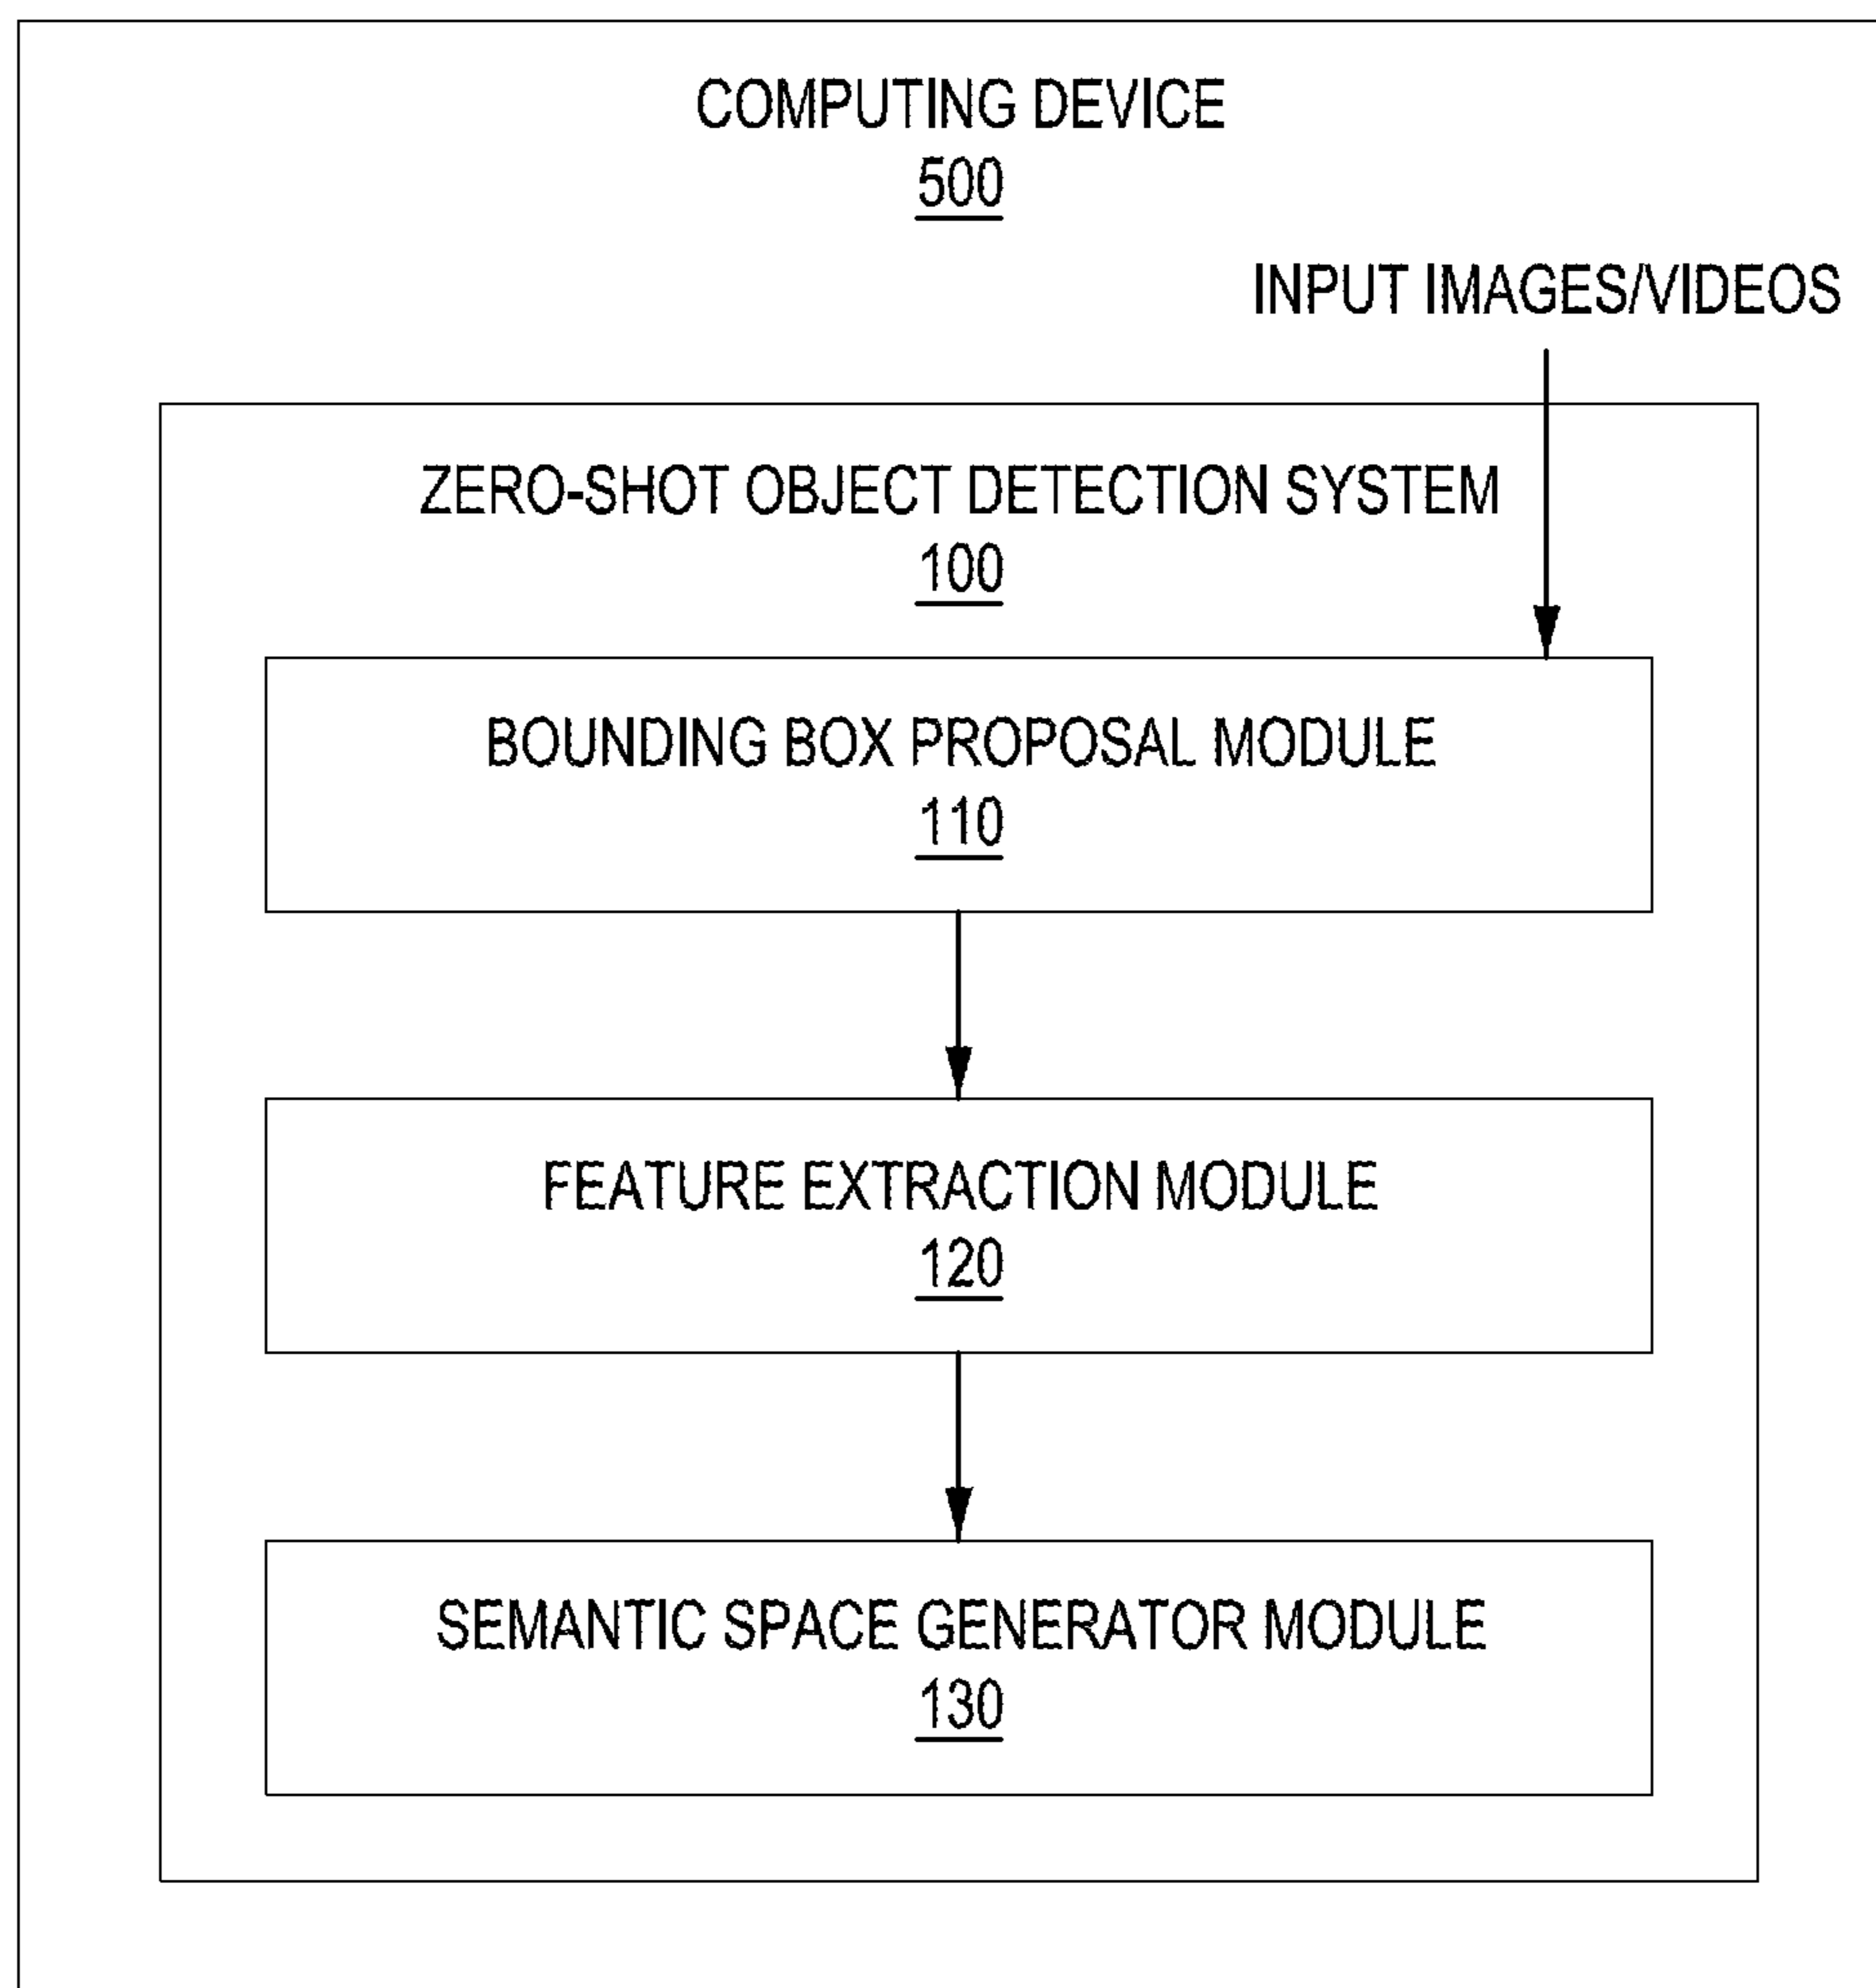 COMPUTING DEVICE
500
INPUT IMAGES/VIDEOS
ZERO-SHOT OBJECT DETECTION SYSTEM
100
BOUNDING BOX PROPOSAL MODULE
110
FEATURE EXTRACTION MODULE
120
SEMANTIC SPACE GENERATOR MODULE
130